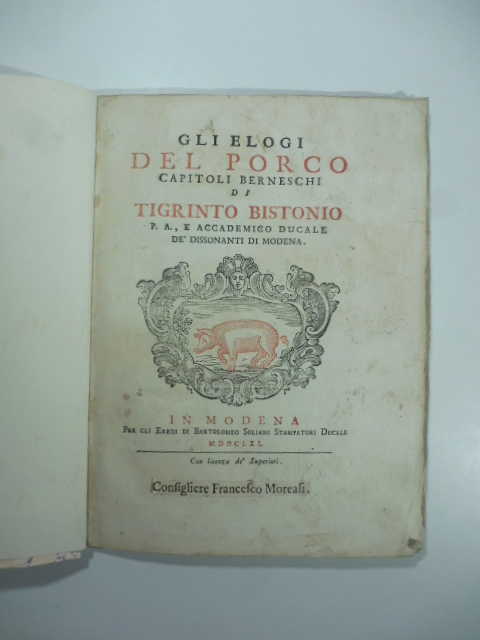 GLI ELOGI
DEL PORCO
CAPITOLI BERNESCHI
DI
TIGRINTO BISTONIO
P. A., E ACCADEMICO DUCALE
DE' DISSONANTI DI MODENA.
IN MODENA
PER GLI EREDI DI BARTOLOMEO SOLIANI STAMPATORI DUCALI
MDCCLXI.
Con licenza de' Superiori.
Consigliere Francesco Moreali.